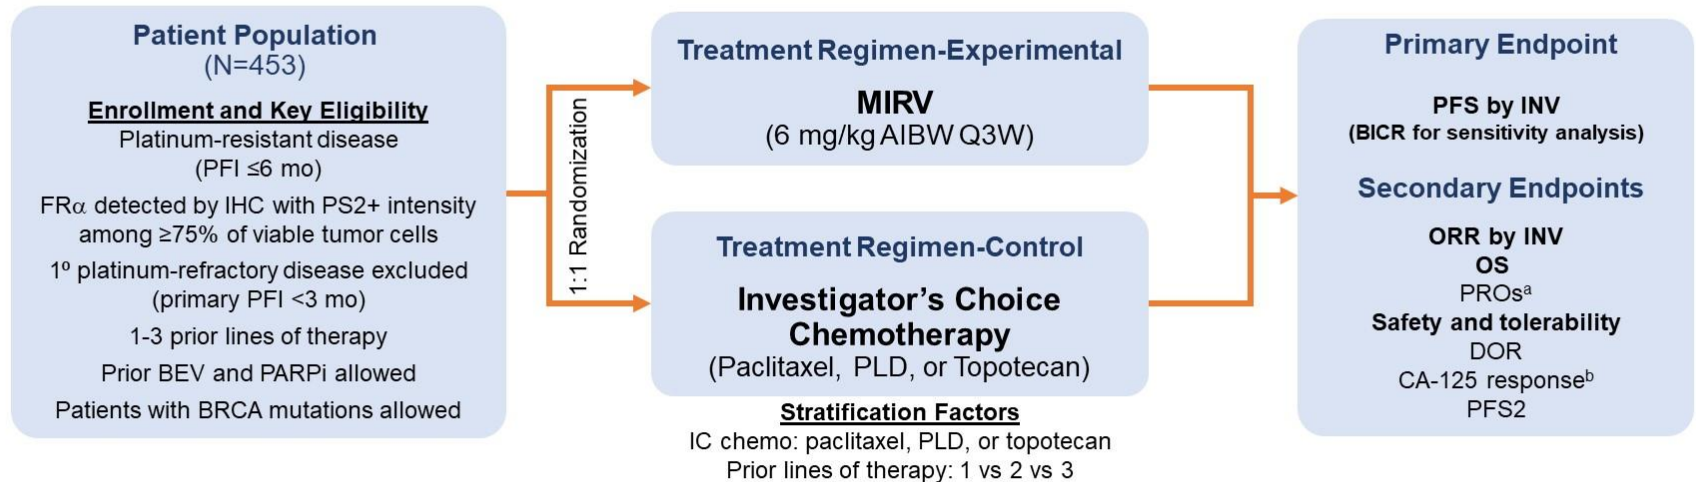 Patient Population
(N=453)
Enrollment and Key Eligibility
Platinum-resistant disease
(PFI ≤6 mo)
FRα detected by IHC with PS2+ intensity
among ≥75% of viable tumor cells
1º platinum-refractory disease excluded
(primary PFI <3 mo)
1-3 prior lines of therapy
Prior BEV and PARPi allowed
Patients with BRCA mutations allowed
1:1 Randomization
Treatment Regimen-Experimental
MIRV
(6 mg/kg AIBW Q3W)
Treatment Regimen-Control
Investigator’s Choice
Chemotherapy
(Paclitaxel, PLD, or Topotecan)
Stratification Factors
IC chemo: paclitaxel, PLD, or topotecan
Prior lines of therapy: 1 vs 2 vs 3
Primary Endpoint
PFS by INV
(BICR for sensitivity analysis)
Secondary Endpoints
ORR by INV
OS
PROsᵃ
Safety and tolerability
DOR
CA-125 responseᵇ
PFS2